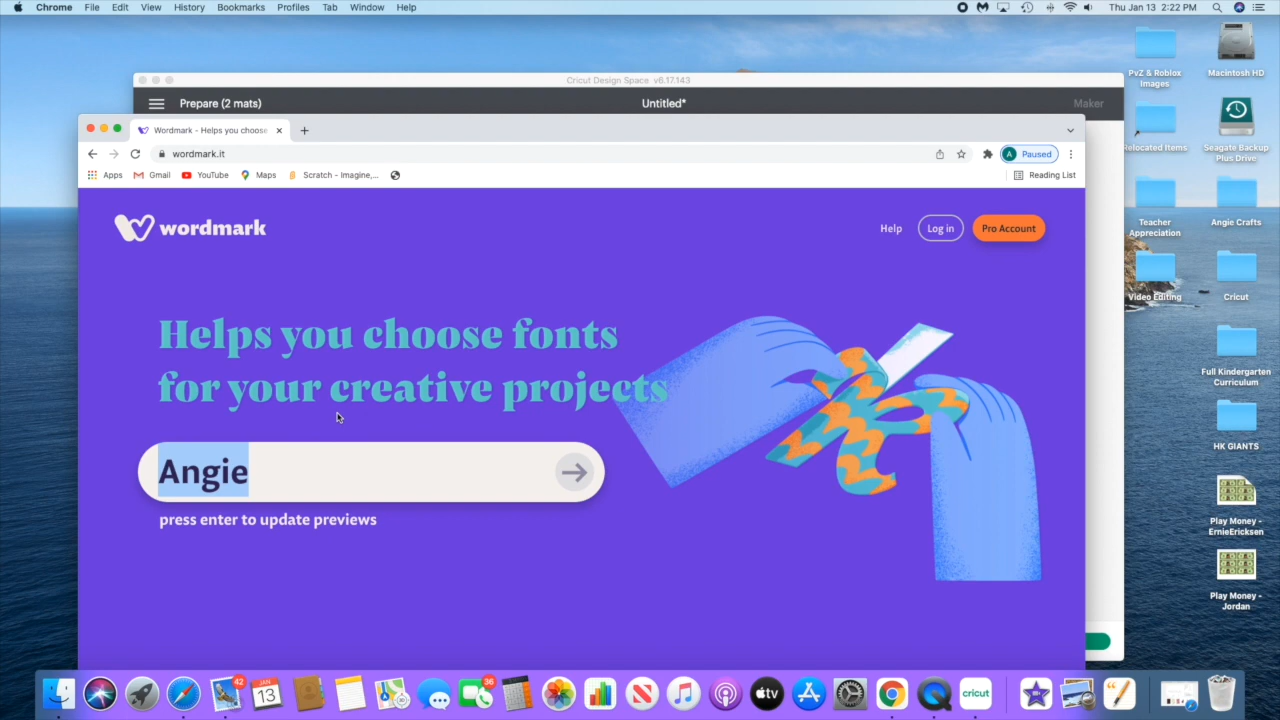 Chrome File Edit View History Bookmarks Profiles Tab Window Help Thu Jan 13 2:22 PM
Cricut Design Space v6.17.143
Prepare (2 mats) Untitled* Maker
Wordmark - Helps you choose
wordmark.it A Paused
Apps Gmail YouTube Maps Scratch - Imagine,... Reading List
wordmark Help Log in Pro Account
Helps you choose fonts
for your creative projects
Angie
press enter to update previews
PvZ & Roblox
Images
Macintosh HD
Relocated Items
Seagate Backup
Plus Drive
Teacher
Appreciation
Angie Crafts
Video Editing
Cricut
Full Kindergarten
Curriculum
HK GIANTS
Play Money -
ErnieEricksen
Play Money -
Jordan
42
JAN
13
36
tv
cricut